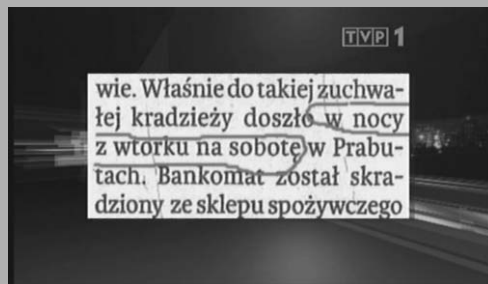 TVP 1
wie. Właśnie do takiej zuchwa-
łej kradzieży doszło w nocy
z wtorku na sobotę w Prabu-
tach. Bankomat został skra-
dziony ze sklepu spożywczego